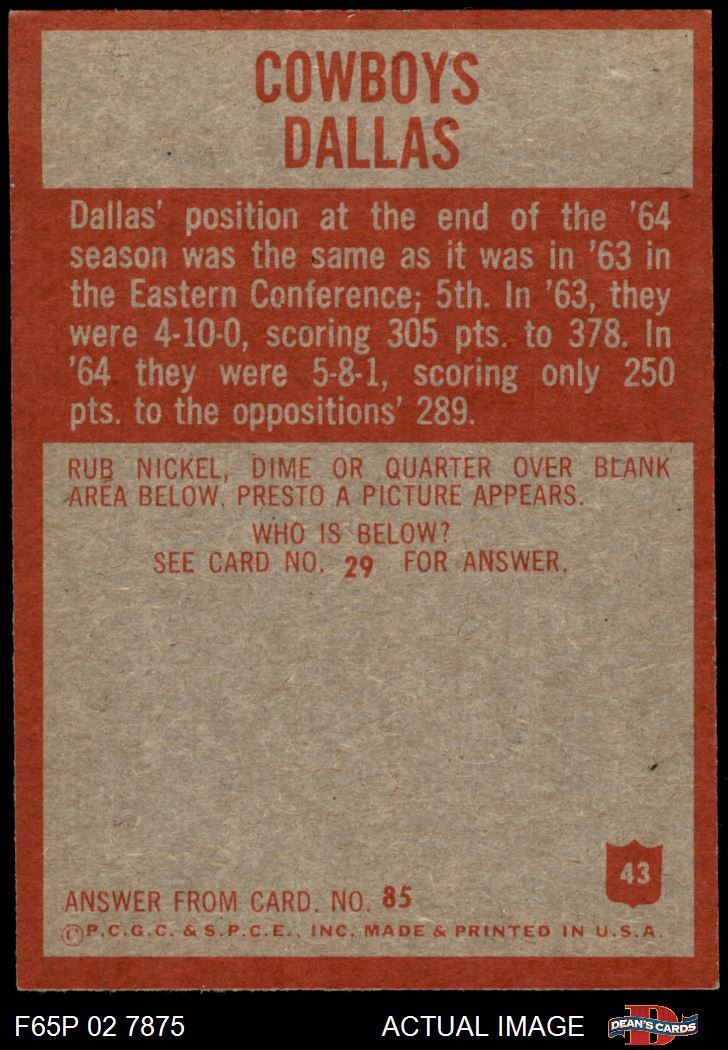 COWBOYS
DALLAS
Dallas' position at the end of the '64
season was the same as it was in '63 in
the Eastern Conference; 5th. In '63, they
were 4-10-0, scoring 305 pts. to 378. In
'64 they were 5-8-1, scoring only 250
pts. to the oppositions' 289.
RUB NICKEL, DIME OR QUARTER OVER BLANK
AREA BELOW. PRESTO A PICTURE APPEARS.
WHO IS BELOW?
SEE CARD NO. 29 FOR ANSWER.
43
ANSWER FROM CARD. NO. 85
©P.C.G.C. & S.P.C.E., INC. MADE & PRINTED IN U.S.A.
F65P 02 7875 ACTUAL IMAGE
D
DEAN'S CARDS